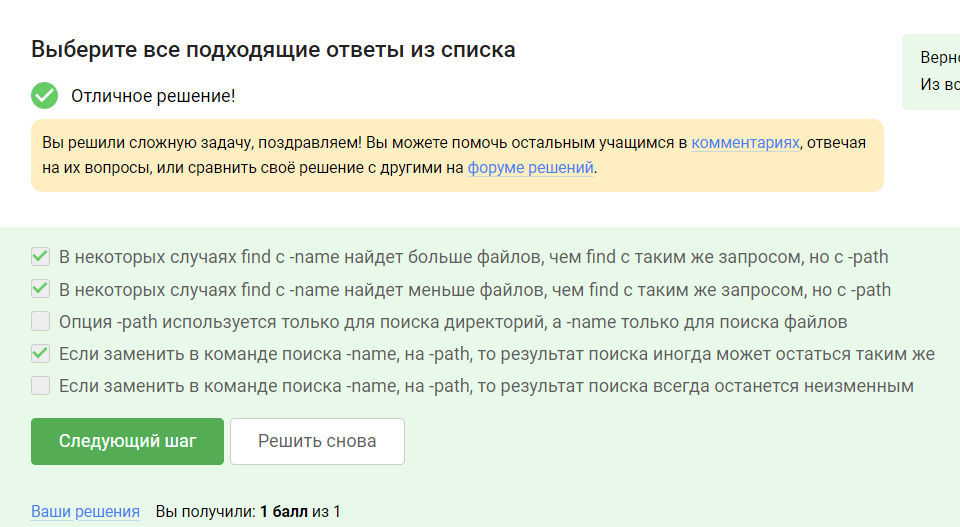 Выберите все подходящие ответы из списка
Отличное решение!
Вы решили сложную задачу, поздравляем! Вы можете помочь остальным учащимся в комментариях, отвечая
на их вопросы, или сравнить своё решение с другими на форуме решений.
Из
В некоторых случаях find с -name найдет больше файлов, чем find с таким же запросом, но с -path
В некоторых случаях find с -name найдет меньше файлов, чем find с таким же запросом, но с -path
Опция -path используется только для поиска директорий, а -name только для поиска файлов
Если заменить в команде поиска -name, на -path, то результат поиска иногда может остаться таким же
Если заменить в команде поиска -name, на -path, то результат поиска всегда останется неизменным
Следующий шаг
Решить снова
Ваши решения Вы получили: 1 балл из 1